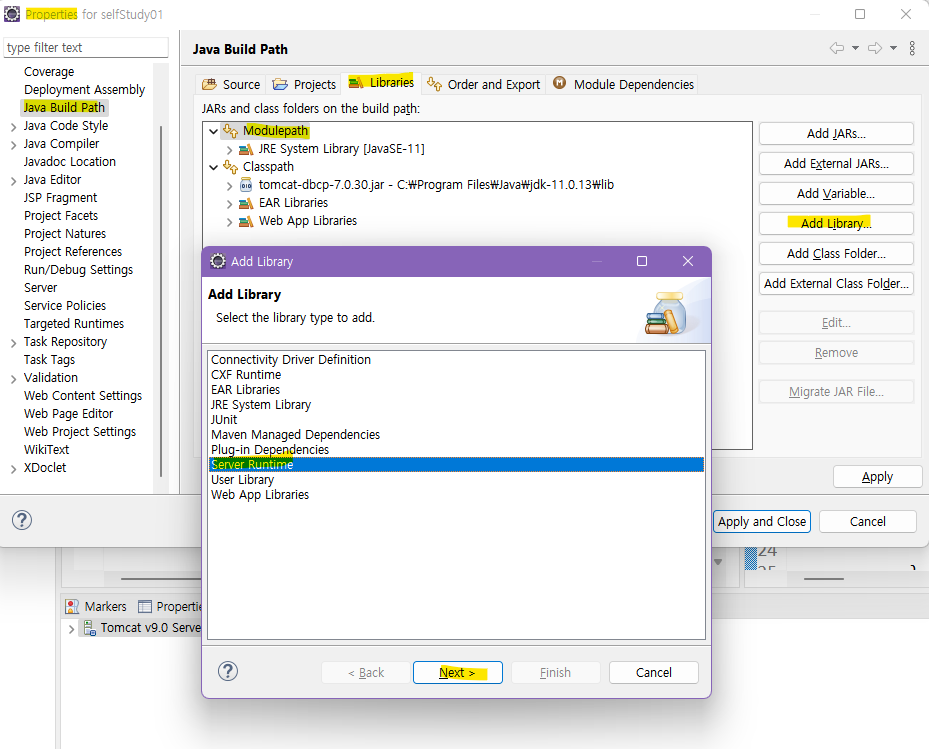 Properties for selfStudy01
type filter text
Coverage
Deployment Assembly
Java Build Path
Java Code Style
Java Compiler
Javadoc Location
Java Editor
JSP Fragment
Project Facets
Project Natures
Project References
Run/Debug Settings
Server
Service Policies
Targeted Runtimes
Task Repository
Task Tags
Validation
Web Content Settings
Web Page Editor
Web Project Settings
WikiText
XDoclet
Java Build Path
Source Projects Libraries Order and Export Module Dependencies
JARs and class folders on the build path:
Modulepath
JRE System Library [JavaSE-11]
Classpath
tomcat-dbcp-7.0.30.jar - C:₩Program Files₩Java₩jdk-11.0.13₩lib
EAR Libraries
Web App Libraries
Add JARs...
Add External JARs...
Add Variable...
Add Library...
Add Class Folder...
Add External Class Folder...
Edit...
Remove
Migrate JAR File...
Apply
Apply and Close Cancel
Add Library
Add Library
Select the library type to add.
Connectivity Driver Definition
CXF Runtime
EAR Libraries
JRE System Library
JUnit
Maven Managed Dependencies
Plug-in Dependencies
Server Runtime
User Library
Web App Libraries
? < Back Next > Finish Cancel
?
24
Markers Propertie
Tomcat v9.0 Serve